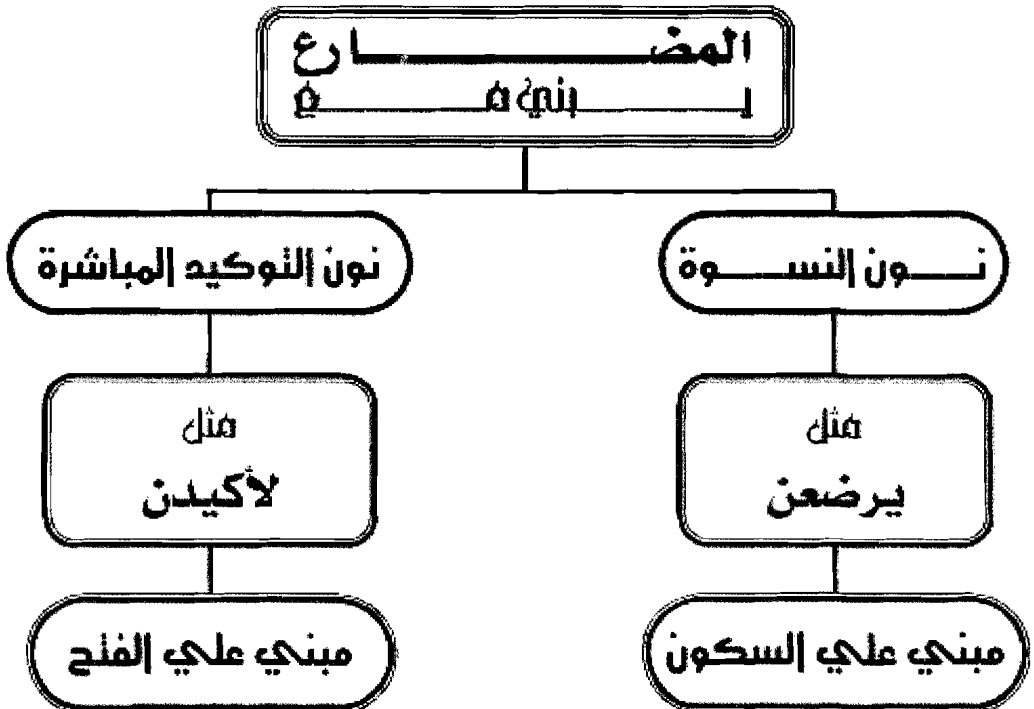 المضارع
يبني مع
نون النسوة
نون التوكيد المباشرة
مثل
يرضعن
مثل
لأكيدن
مبني علي السكون
مبني علي الفتح